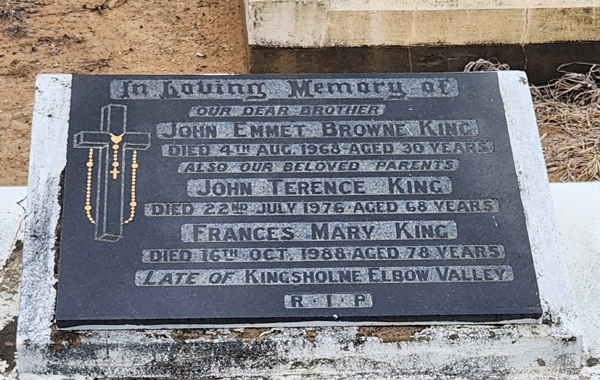 In Loving Memory of
OUR DEAR BROTHER
JOHN EMMET BROWNE KING
DIED 4TH AUG. 1968 AGED 30 YEARS
ALSO OUR BELOVED PARENTS
JOHN TERENCE KING
DIED 22ND JULY 1976 AGED 68 YEARS
FRANCES MARY KING
DIED 16TH OCT. 1988 AGED 78 YEARS
LATE OF KINGSHOLME ELBOW VALLEY
R.I.P